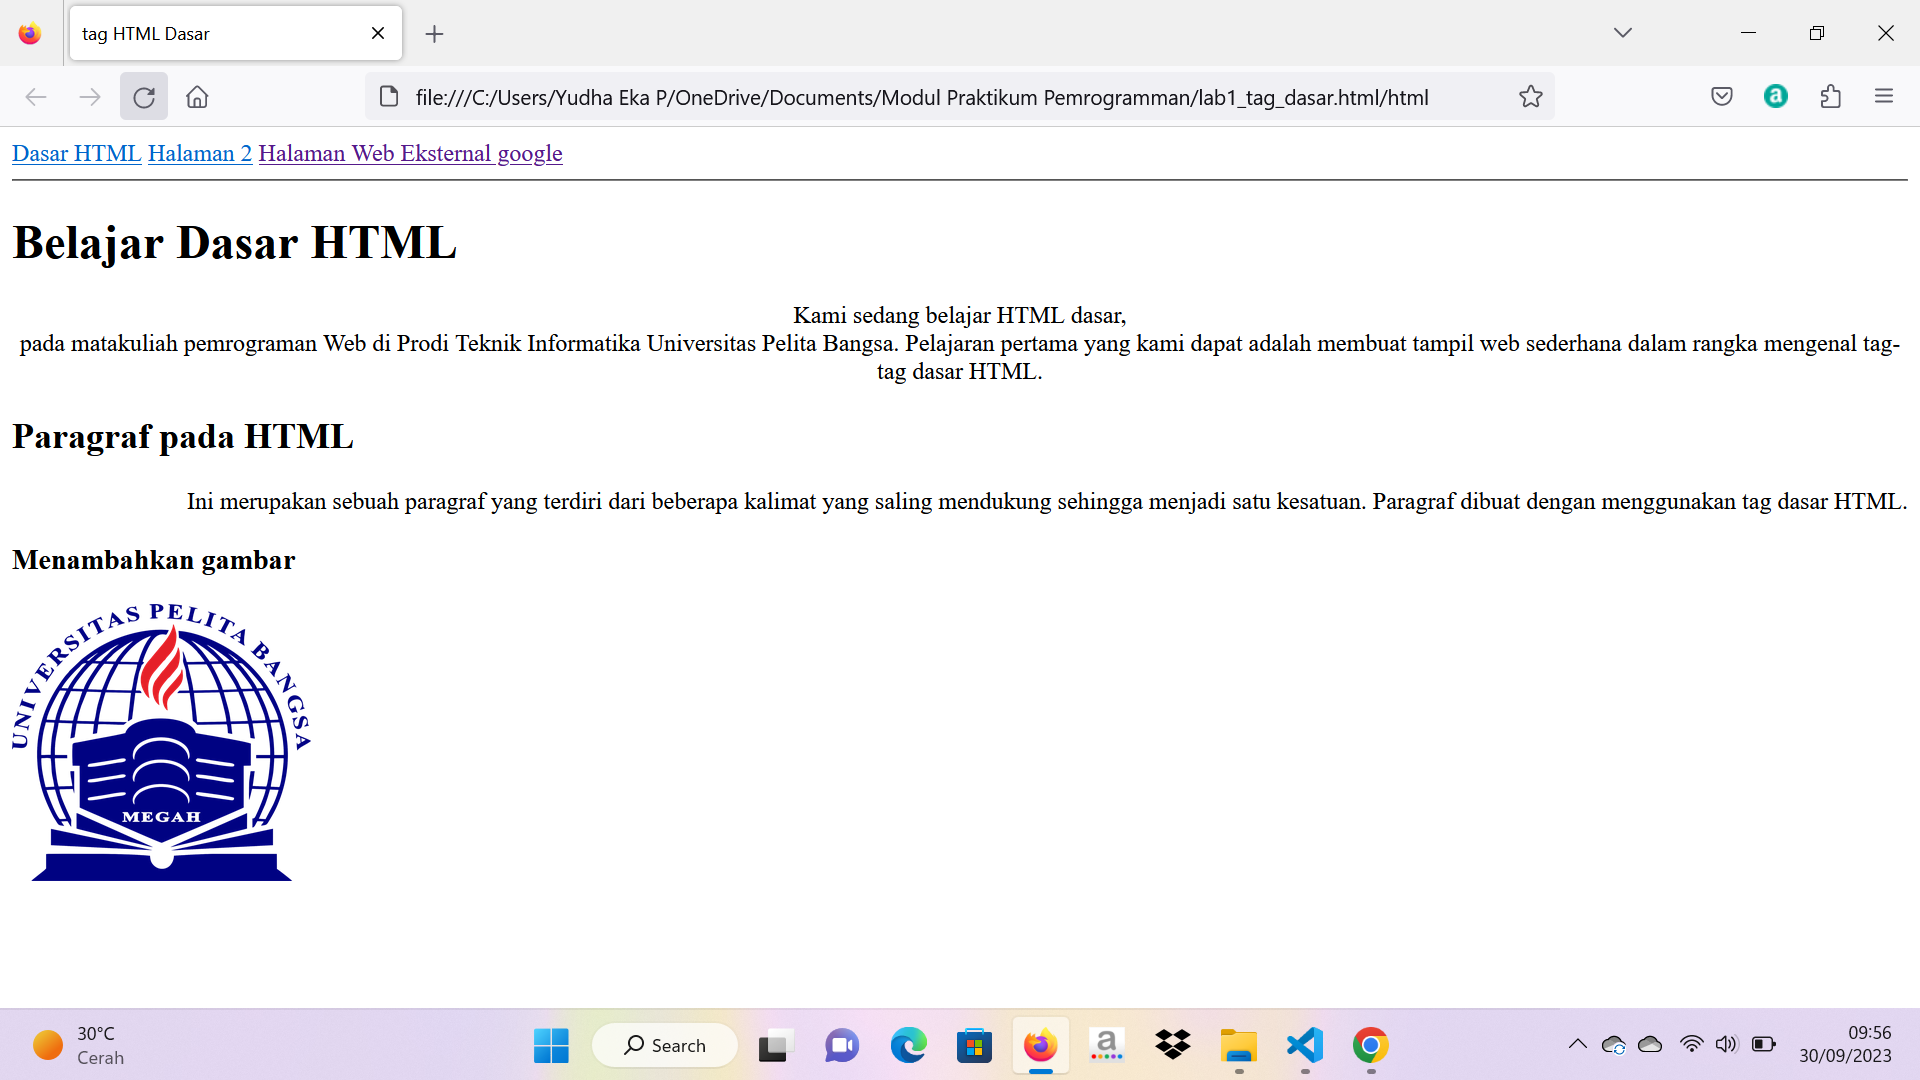 tag HTML Dasar
file:///C:/Users/Yudha Eka P/OneDrive/Documents/Modul Praktikum Pemrogramman/lab1_tag_dasar.html/html
Dasar HTML Halaman 2 Halaman Web Eksternal google
Belajar Dasar HTML
Kami sedang belajar HTML dasar,
pada matakuliah pemrograman Web di Prodi Teknik Informatika Universitas Pelita Bangsa. Pelajaran pertama yang kami dapat adalah membuat tampil web sederhana dalam rangka mengenal tag-
tag dasar HTML.
Paragraf pada HTML
Ini merupakan sebuah paragraf yang terdiri dari beberapa kalimat yang saling mendukung sehingga menjadi satu kesatuan. Paragraf dibuat dengan menggunakan tag dasar HTML.
Menambahkan gambar
UNIVERSITAS PELITA BANGSA
MEGAH
30°C
Cerah
Search
a
09:56
30/09/2023